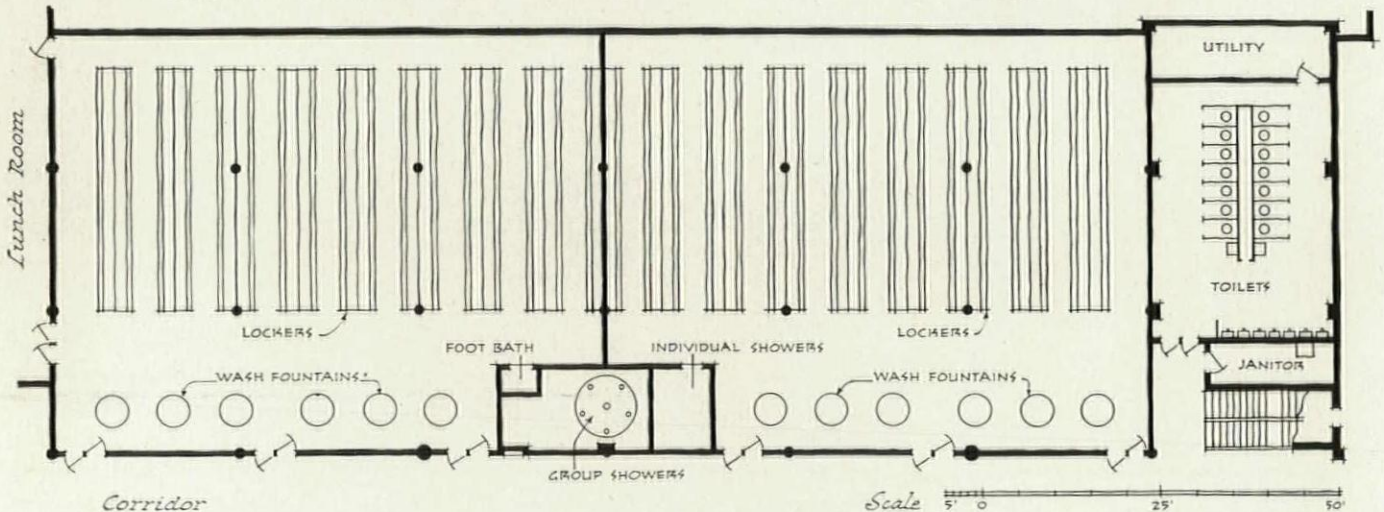 UTILITY
Lunch Room
TOILETS
LOCKERS
LOCKERS
FOOT BATH
INDIVIDUAL SHOWERS
JANITOR
WASH FOUNTAINS
WASH FOUNTAINS
GROUP SHOWERS
Corridor
Scale 5' 0 25' 50'